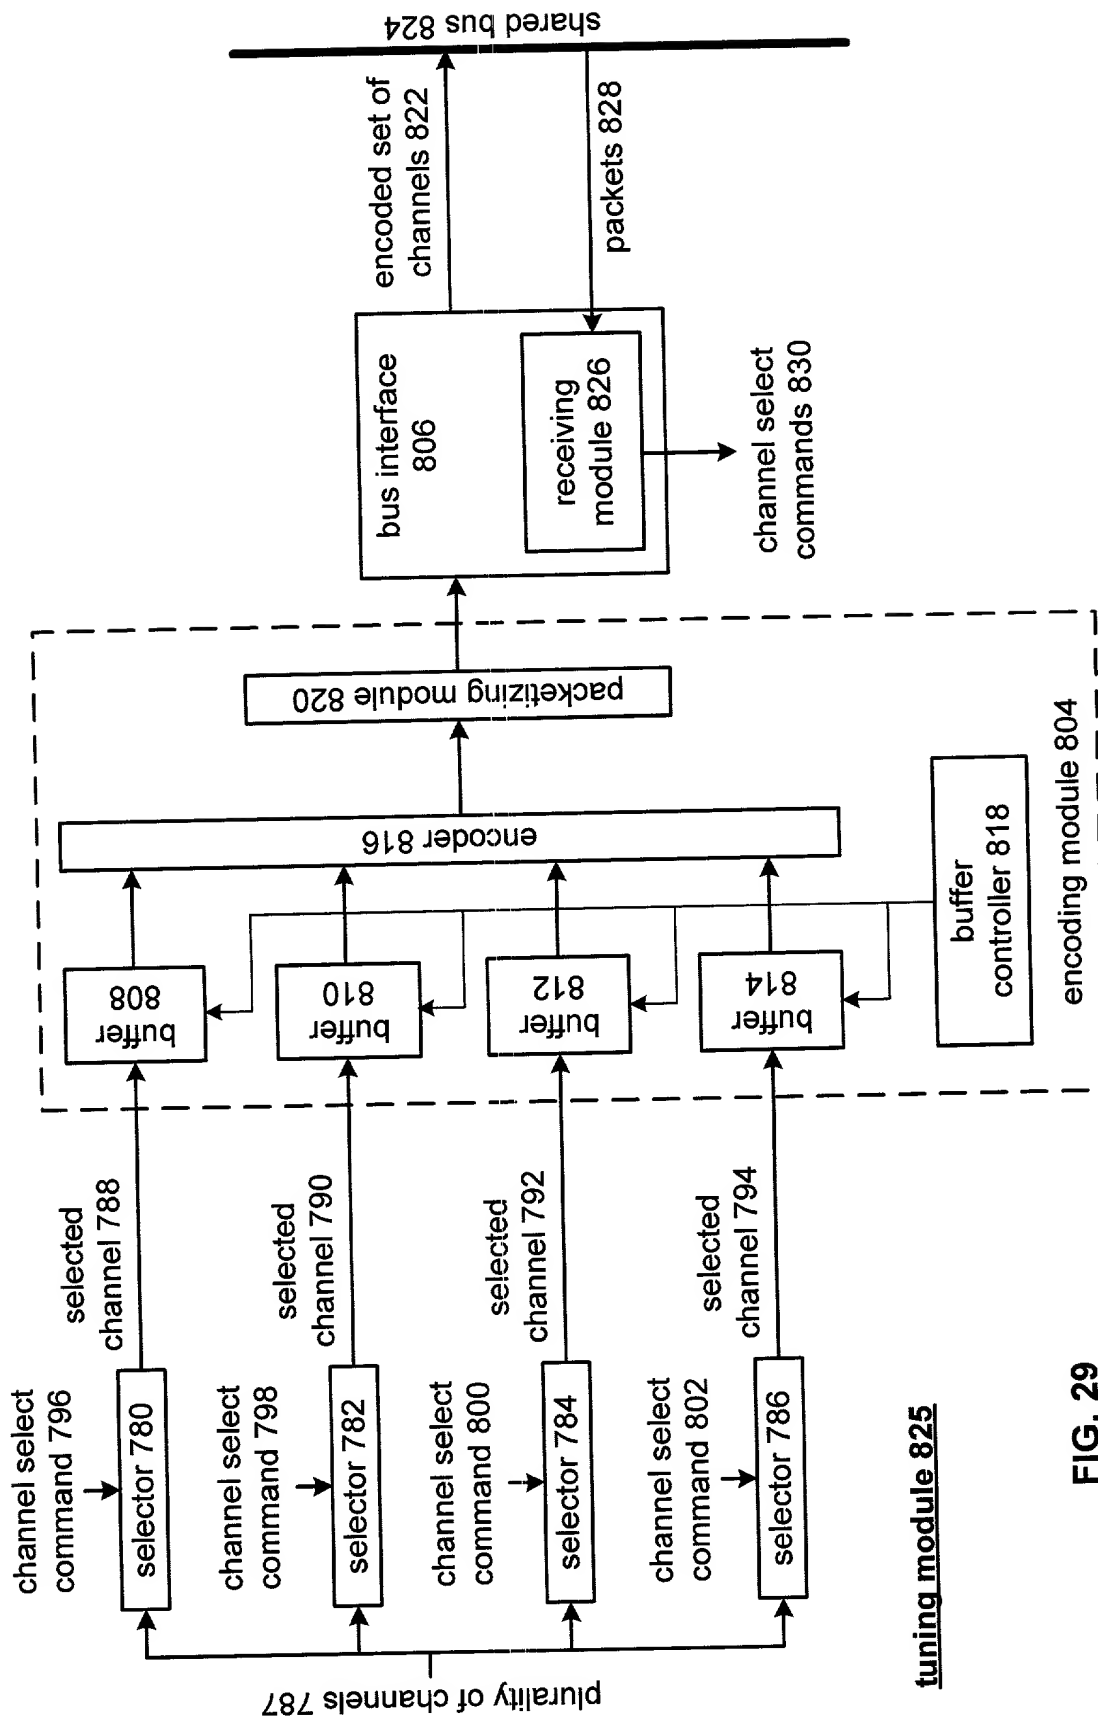 plurality of channels 787
channel select
command 796
selector 780
selected
channel 788
channel select
command 798
selector 782
selected
channel 790
channel select
command 800
selector 784
selected
channel 792
channel select
command 802
selector 786
selected
channel 794
buffer
808
buffer
810
buffer
812
buffer
814
encoder 816
packetizing module 820
buffer
controller 818
encoding module 804
bus interface
806
receiving
module 826
channel select
commands 830
encoded set of
channels 822
packets 828
shared bus 824
tuning module 825
FIG. 29